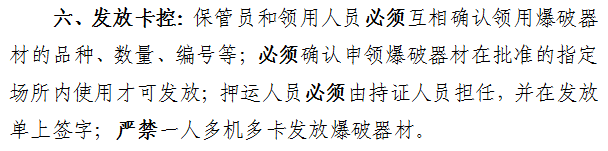 六、发放卡控：保管员和领用人员必须互相确认领用爆破器
材的品种、数量、编号等；必须确认申领爆破器材在批准的指定
场所内使用才可发放；押运人员必须由持证人员担任，并在发放
单上签字；严禁一人多机多卡发放爆破器材。